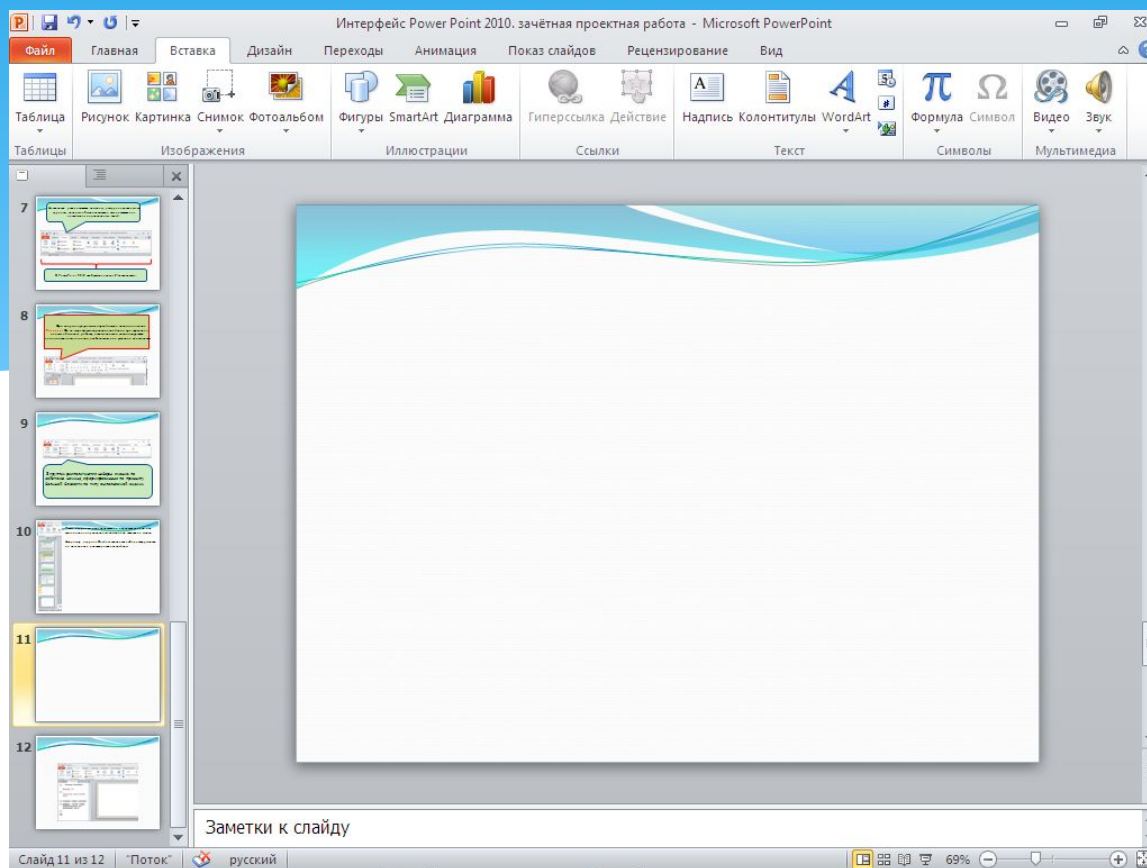 Интерфейс Power Point 2010. зачётная проектная работа - Microsoft PowerPoint
Файл Главная Вставка Дизайн Переходы Анимация Показ слайдов Рецензирование Вид
Таблица Рисунок Картинка Снимок Фотоальбом Фигуры SmartArt Диаграмма Гиперссылка Действие Надпись Колонтитулы WordArt Формула Символ Видео Звук
Таблицы Изображения Иллюстрации Ссылки Текст Символы Мультимедиа
7
8
9
10
11
12
Заметки к слайду
Слайд 11 из 12 "Поток" русский 69%